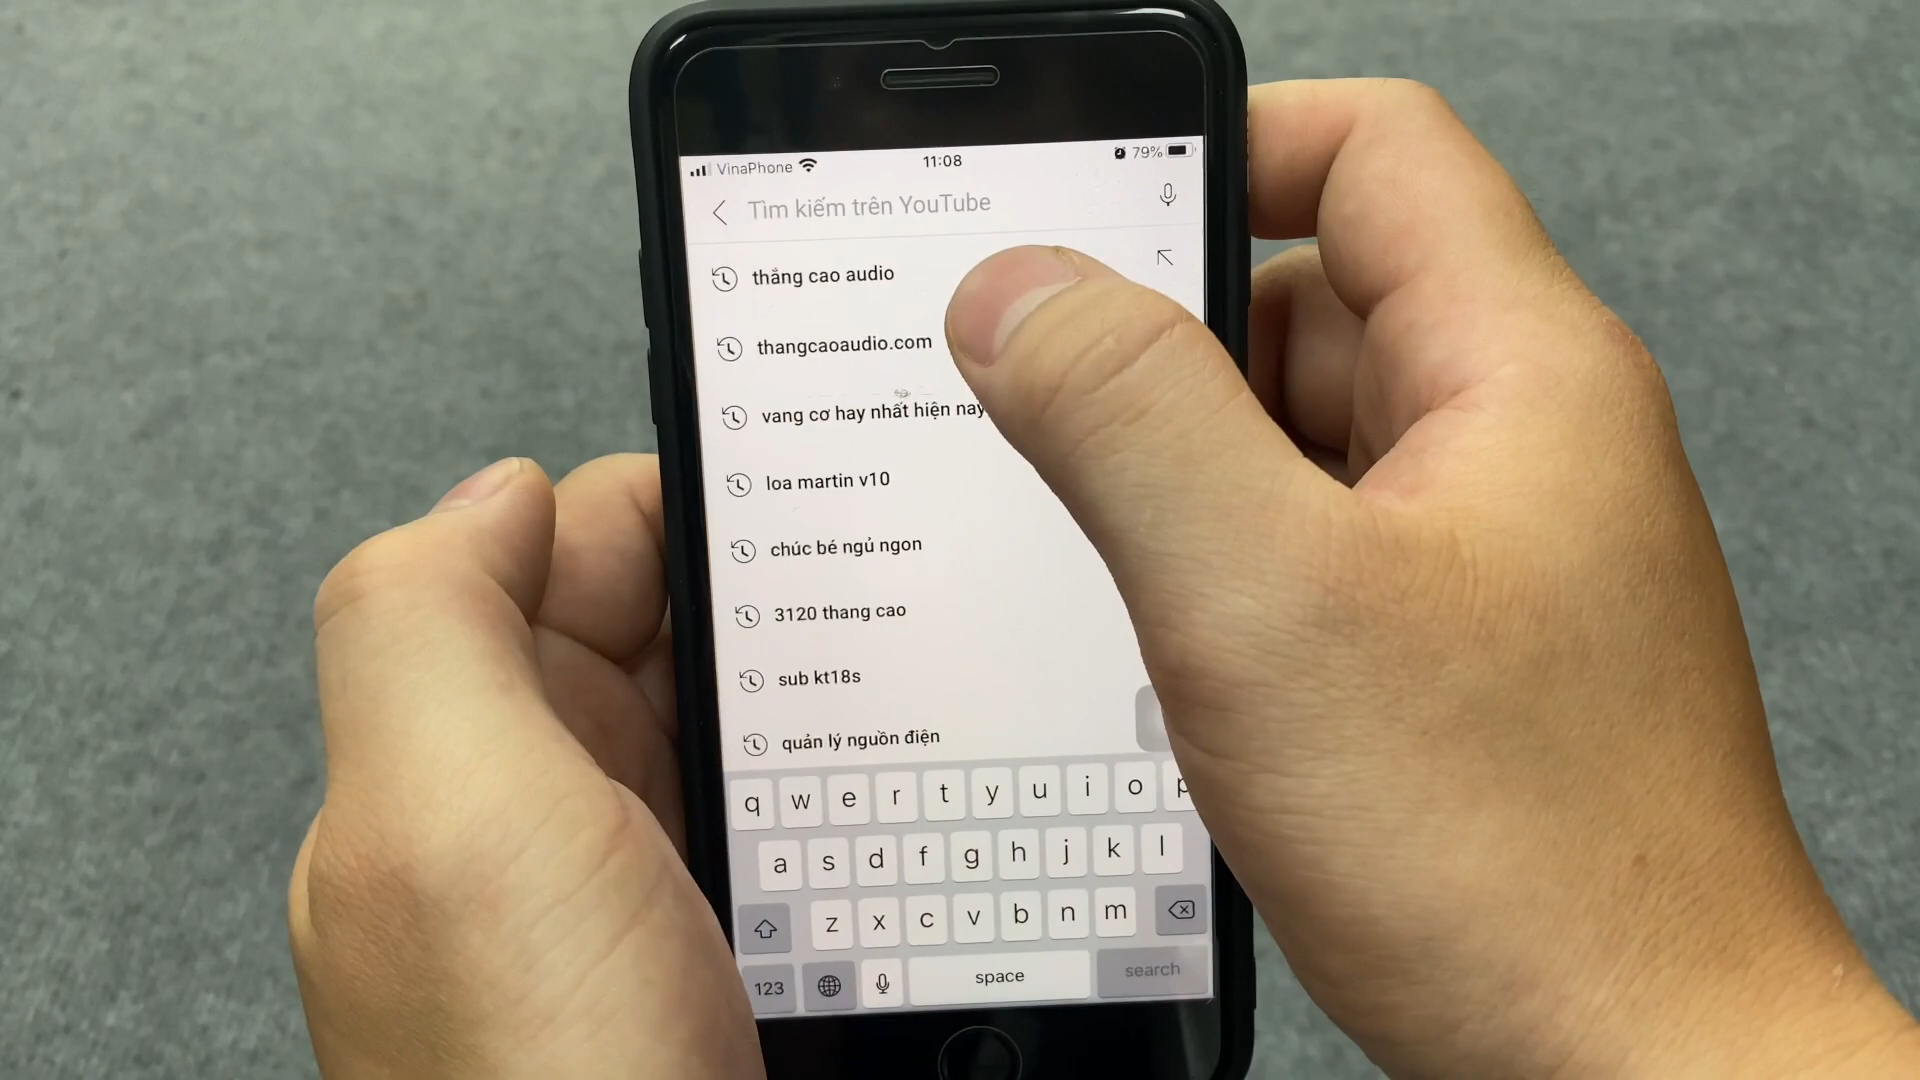 VinaPhone 11:08 79%
Tìm kiếm trên YouTube
thắng cao audio
thangcaoaudio.com
vang cơ hay nhất hiện nay
loa martin v10
chúc bé ngủ ngon
3120 thang cao
sub kt18s
quản lý nguồn điện
q w e r t y u i o p
a s d f g h j k l
z x c v b n m
123 space search